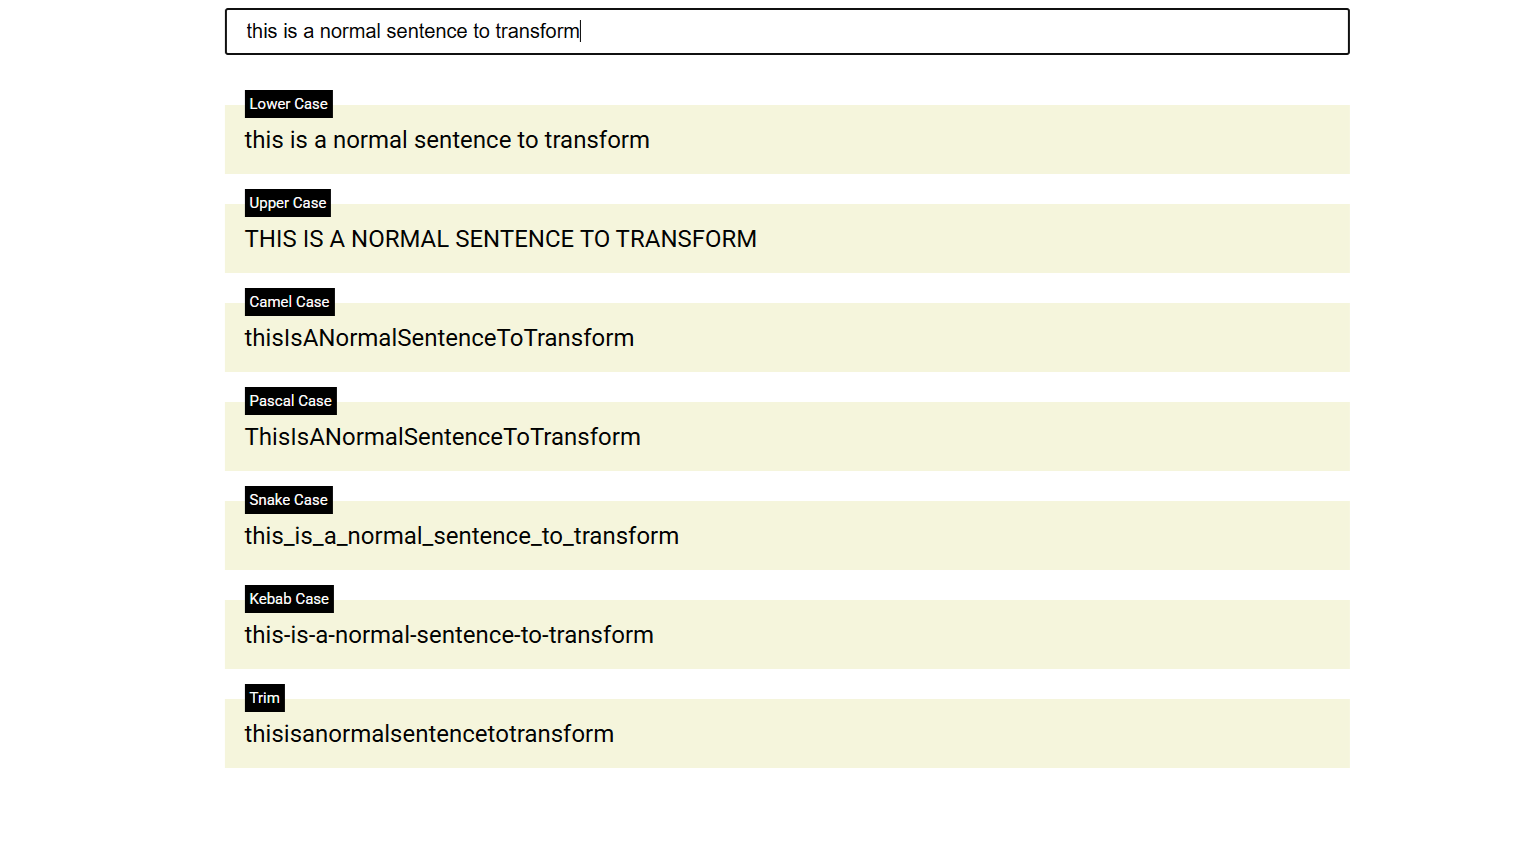 this is a normal sentence to transform
Lower Case
this is a normal sentence to transform
Upper Case
THIS IS A NORMAL SENTENCE TO TRANSFORM
Camel Case
thisIsANormalSentenceToTransform
Pascal Case
ThisIsANormalSentenceToTransform
Snake Case
this_is_a_normal_sentence_to_transform
Kebab Case
this-is-a-normal-sentence-to-transform
Trim
thisisanormalsentencetotransform